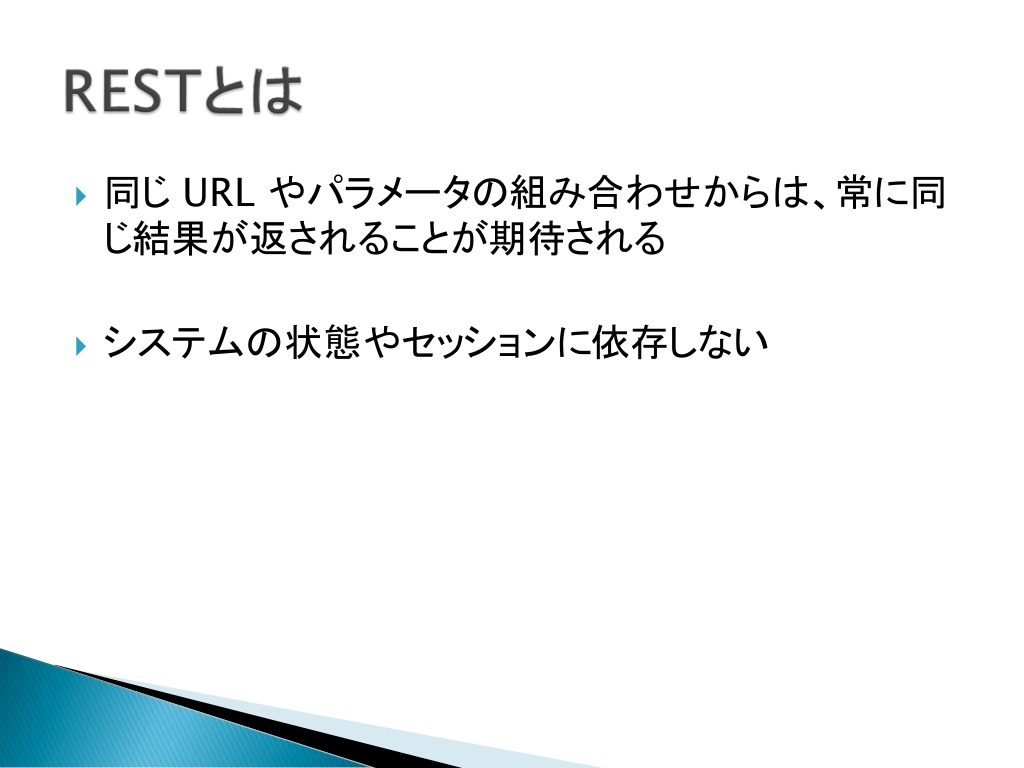 RESTとは
同じ URL やパラメータの組み合わせからは、常に同
じ結果が返されることが期待される
システムの状態やセッションに依存しない